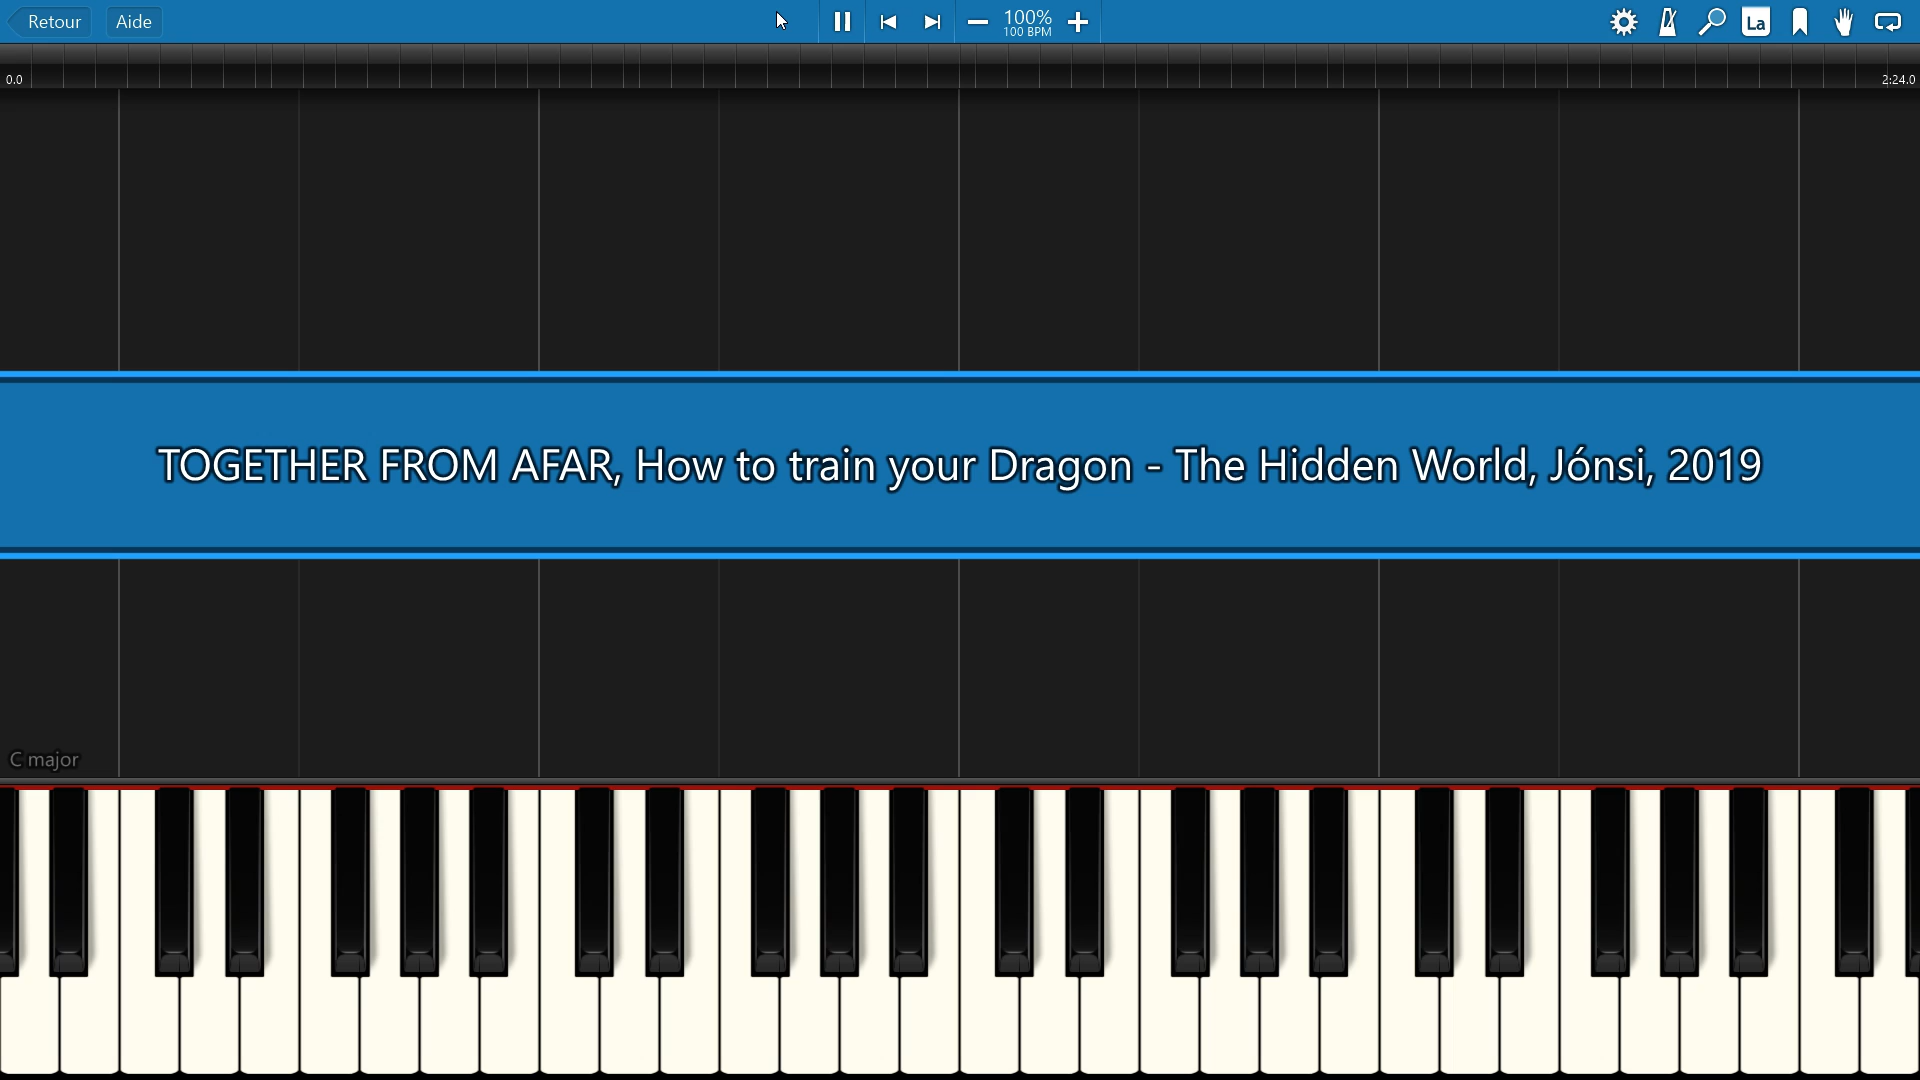 Retour Aide 100% La
100 BPM
0.0 2:24.0
TOGETHER FROM AFAR, How to train your Dragon - The Hidden World, Jónsi, 2019
C major